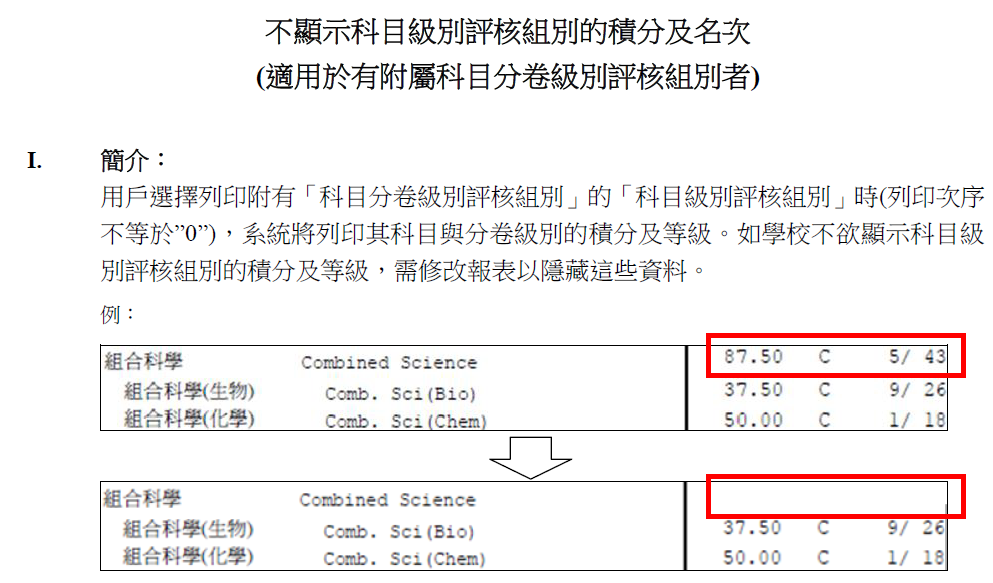 不顯示科目級別評核組別的積分及名次
(適用於有附屬科目分卷級別評核組別者)
I. 簡介：
用戶選擇列印附有「科目分卷級別評核組別」的「科目級別評核組別」時(列印次序
不等於”0”)，系統將列印其科目與分卷級別的積分及等級。如學校不欲顯示科目級
別評核組別的積分及等級，需修改報表以隱藏這些資料。
例：
組合科學 Combined Science 87.50 C 5/ 43
組合科學(生物) Comb. Sci(Bio) 37.50 C 9/ 26
組合科學(化學) Comb. Sci(Chem) 50.00 C 1/ 18
組合科學 Combined Science
組合科學(生物) Comb. Sci(Bio) 37.50 C 9/ 26
組合科學(化學) Comb. Sci(Chem) 50.00 C 1/ 18